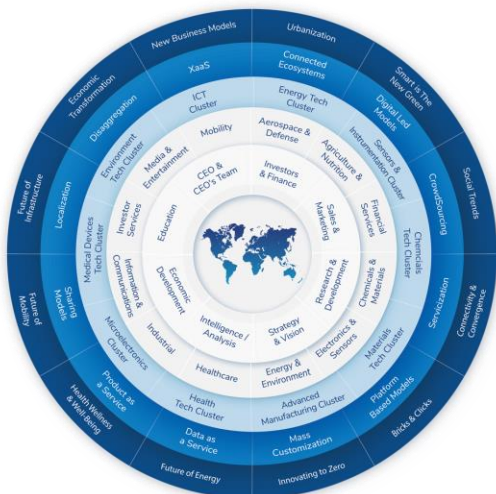 New Business Models
Urbanization
Smart is The
New Green
Social Trends
Connectivity &
Convergence
Bricks & Clicks
Innovating to Zero
Future of Energy
Health Wellness
& Well-Being
Future of
Mobility
Future of
Infrastructure
Economic
Transformation
XaaS
Connected
Ecosystems
Digital Led
Models
CrowdSourcing
Servicization
Platform
Based Models
Mass
Customization
Data as
a Service
Product as
a Service
Sharing
Models
Localization
Disaggregation
ICT
Cluster
Energy Tech
Cluster
Sensors &
Instrumentation Cluster
Chemcials
Tech Cluster
Materials
Tech Cluster
Advanced
Manufacturing Cluster
Health
Tech Cluster
Microelectronics
Cluster
Medical Devices
Tech Cluster
Environment
Tech Cluster
Mobility
Aerospace &
Defense
Agriculture &
Nutrition
Financial
Services
Chemicals &
Materials
Electronics &
Sensors
Energy &
Environment
Healthcare
Industrial
Information &
Communications
Investor
Services
Media &
Entertainment
CEO &
CEO's Team
Investors
& Finance
Sales &
Marketing
Research &
Development
Strategy
& Vision
Intelligence /
Analysis
Economic
Development
Education